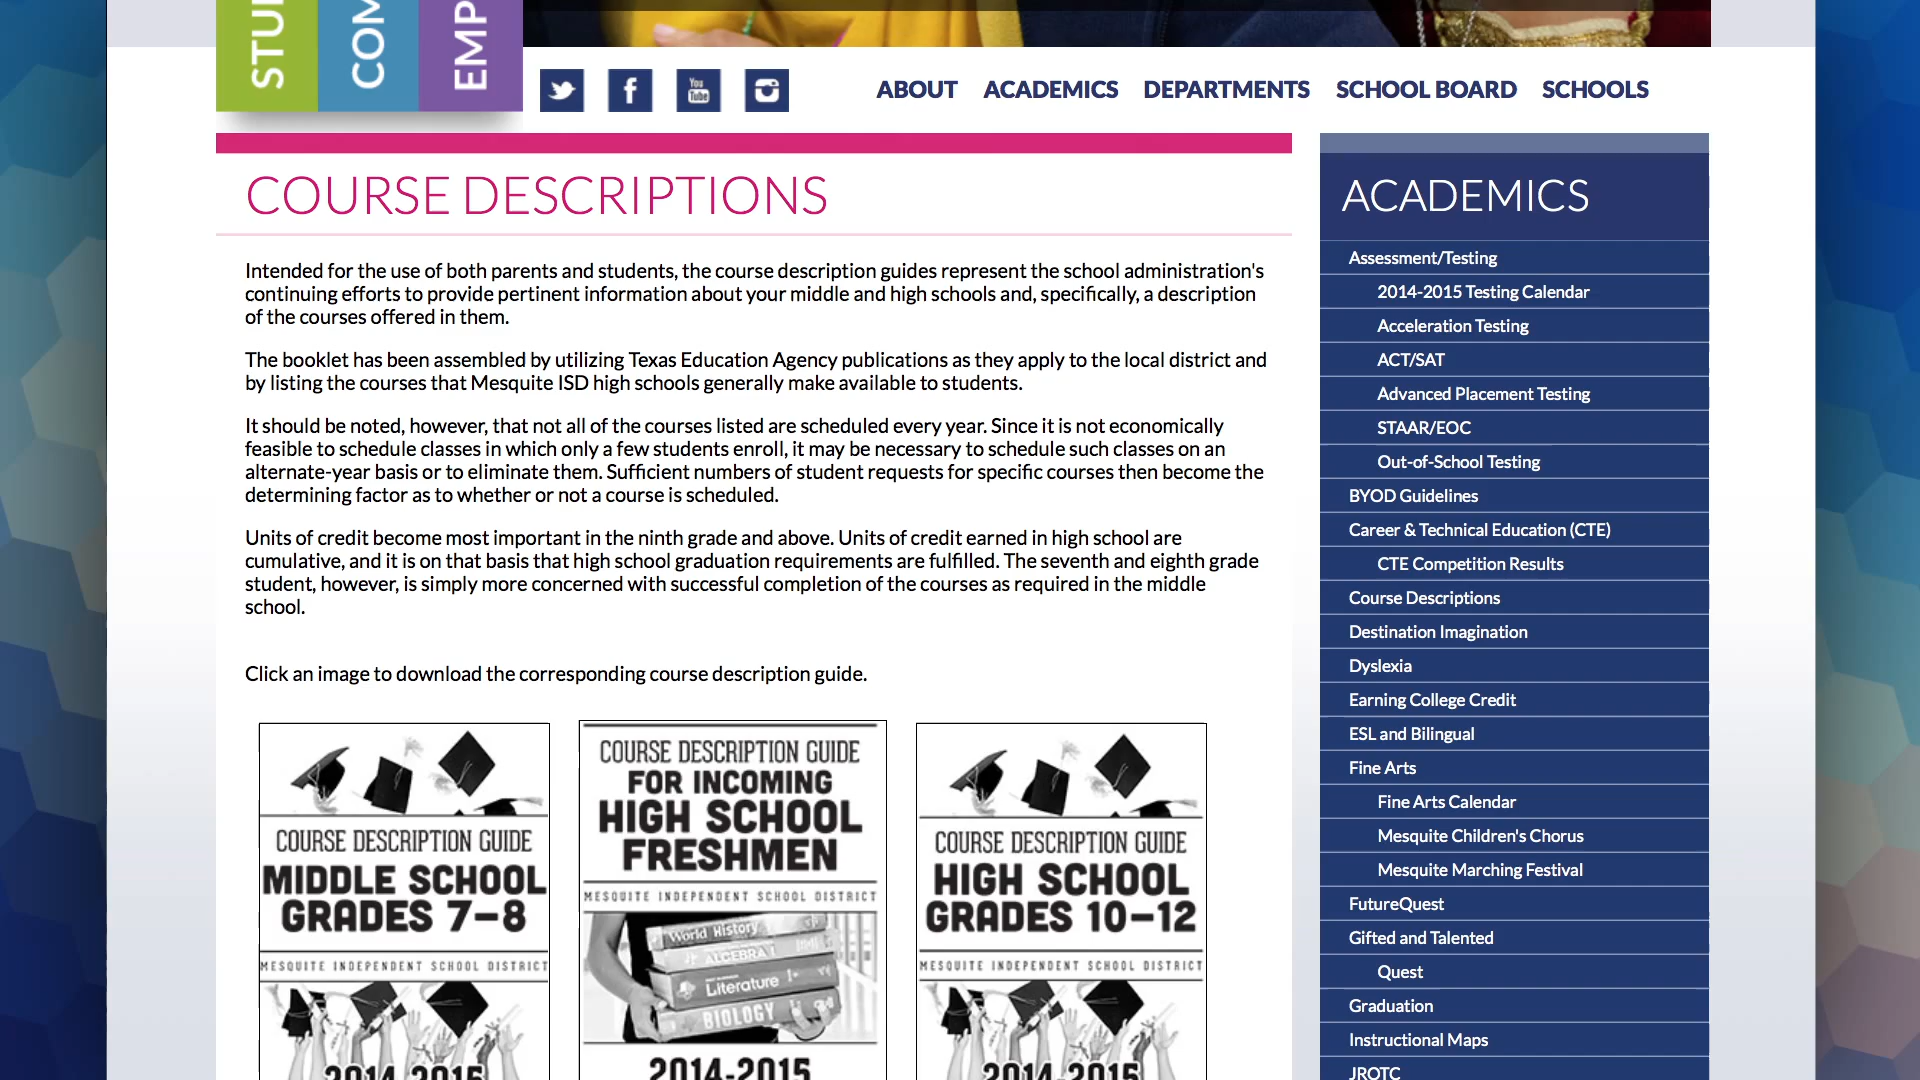 STU
COM
EMP
You
Tube
ABOUT ACADEMICS DEPARTMENTS SCHOOL BOARD SCHOOLS
COURSE DESCRIPTIONS
Intended for the use of both parents and students, the course description guides represent the school administration's
continuing efforts to provide pertinent information about your middle and high schools and, specifically, a description
of the courses offered in them.
The booklet has been assembled by utilizing Texas Education Agency publications as they apply to the local district and
by listing the courses that Mesquite ISD high schools generally make available to students.
It should be noted, however, that not all of the courses listed are scheduled every year. Since it is not economically
feasible to schedule classes in which only a few students enroll, it may be necessary to schedule such classes on an
alternate-year basis or to eliminate them. Sufficient numbers of student requests for specific courses then become the
determining factor as to whether or not a course is scheduled.
Units of credit become most important in the ninth grade and above. Units of credit earned in high school are
cumulative, and it is on that basis that high school graduation requirements are fulfilled. The seventh and eighth grade
student, however, is simply more concerned with successful completion of the courses as required in the middle
school.
Click an image to download the corresponding course description guide.
COURSE DESCRIPTION GUIDE
MIDDLE SCHOOL
GRADES 7–8
MESQUITE INDEPENDENT SCHOOL DISTRICT
2014-2015
COURSE DESCRIPTION GUIDE
FOR INCOMING
HIGH SCHOOL
FRESHMEN
MESQUITE INDEPENDENT SCHOOL DISTRICT
World History
ALGEBRA 1
Literature
BIOLOGY
2014-2015
COURSE DESCRIPTION GUIDE
HIGH SCHOOL
GRADES 10–12
MESQUITE INDEPENDENT SCHOOL DISTRICT
2014-2015
ACADEMICS
Assessment/Testing
2014-2015 Testing Calendar
Acceleration Testing
ACT/SAT
Advanced Placement Testing
STAAR/EOC
Out-of-School Testing
BYOD Guidelines
Career & Technical Education (CTE)
CTE Competition Results
Course Descriptions
Destination Imagination
Dyslexia
Earning College Credit
ESL and Bilingual
Fine Arts
Fine Arts Calendar
Mesquite Children's Chorus
Mesquite Marching Festival
FutureQuest
Gifted and Talented
Quest
Graduation
Instructional Maps
JROTC